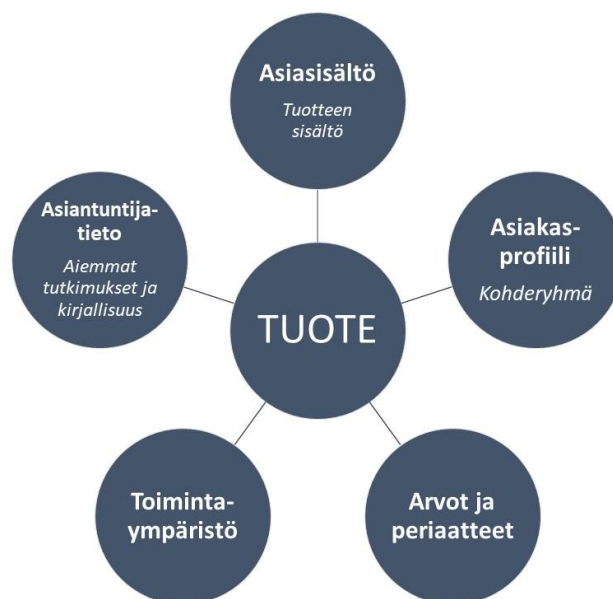 Asiasisältö
Tuotteen
sisältö
Asiantuntija-
tieto
Aiemmat
tutkimukset ja
kirjallisuus
Asiakas-
profiili
Kohderyhmä
TUOTE
Toiminta-
ympäristö
Arvot ja
periaatteet